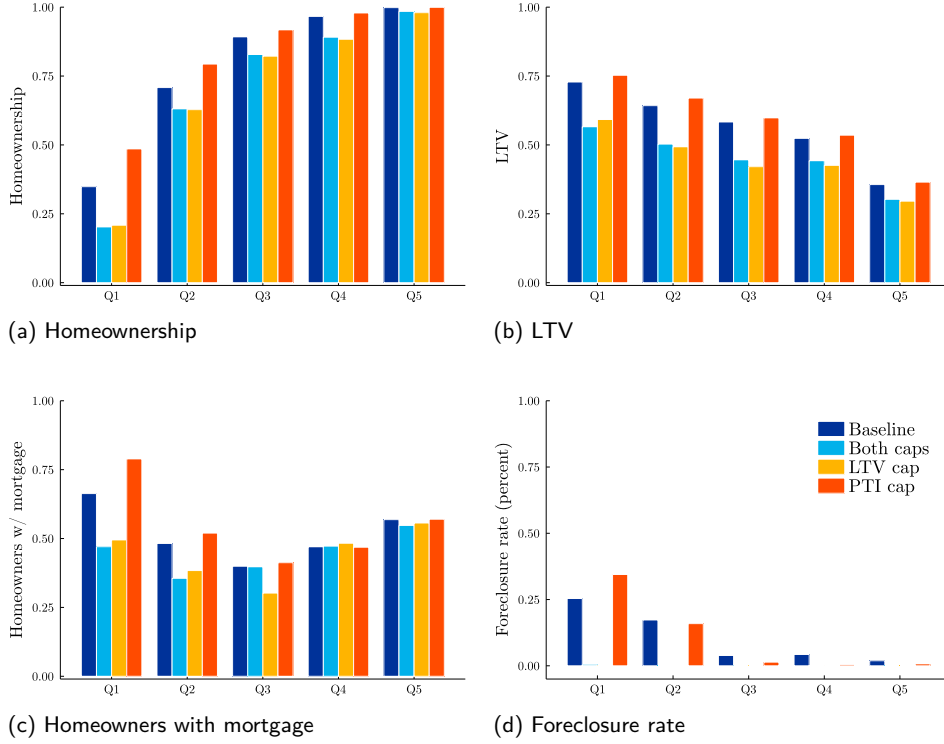 1.00
0.75
0.50
0.25
0.00
Homeownership
Q1 Q2 Q3 Q4 Q5
(a) Homeownership
1.00
0.75
0.50
0.25
0.00
LTV
Q1 Q2 Q3 Q4 Q5
(b) LTV
1.00
0.75
0.50
0.25
0.00
Homeowners w/ mortgage
Q1 Q2 Q3 Q4 Q5
(c) Homeowners with mortgage
1.00
0.75
0.50
0.25
0.00
Foreclosure rate (percent)
Baseline
Both caps
LTV cap
PTI cap
Q1 Q2 Q3 Q4 Q5
(d) Foreclosure rate